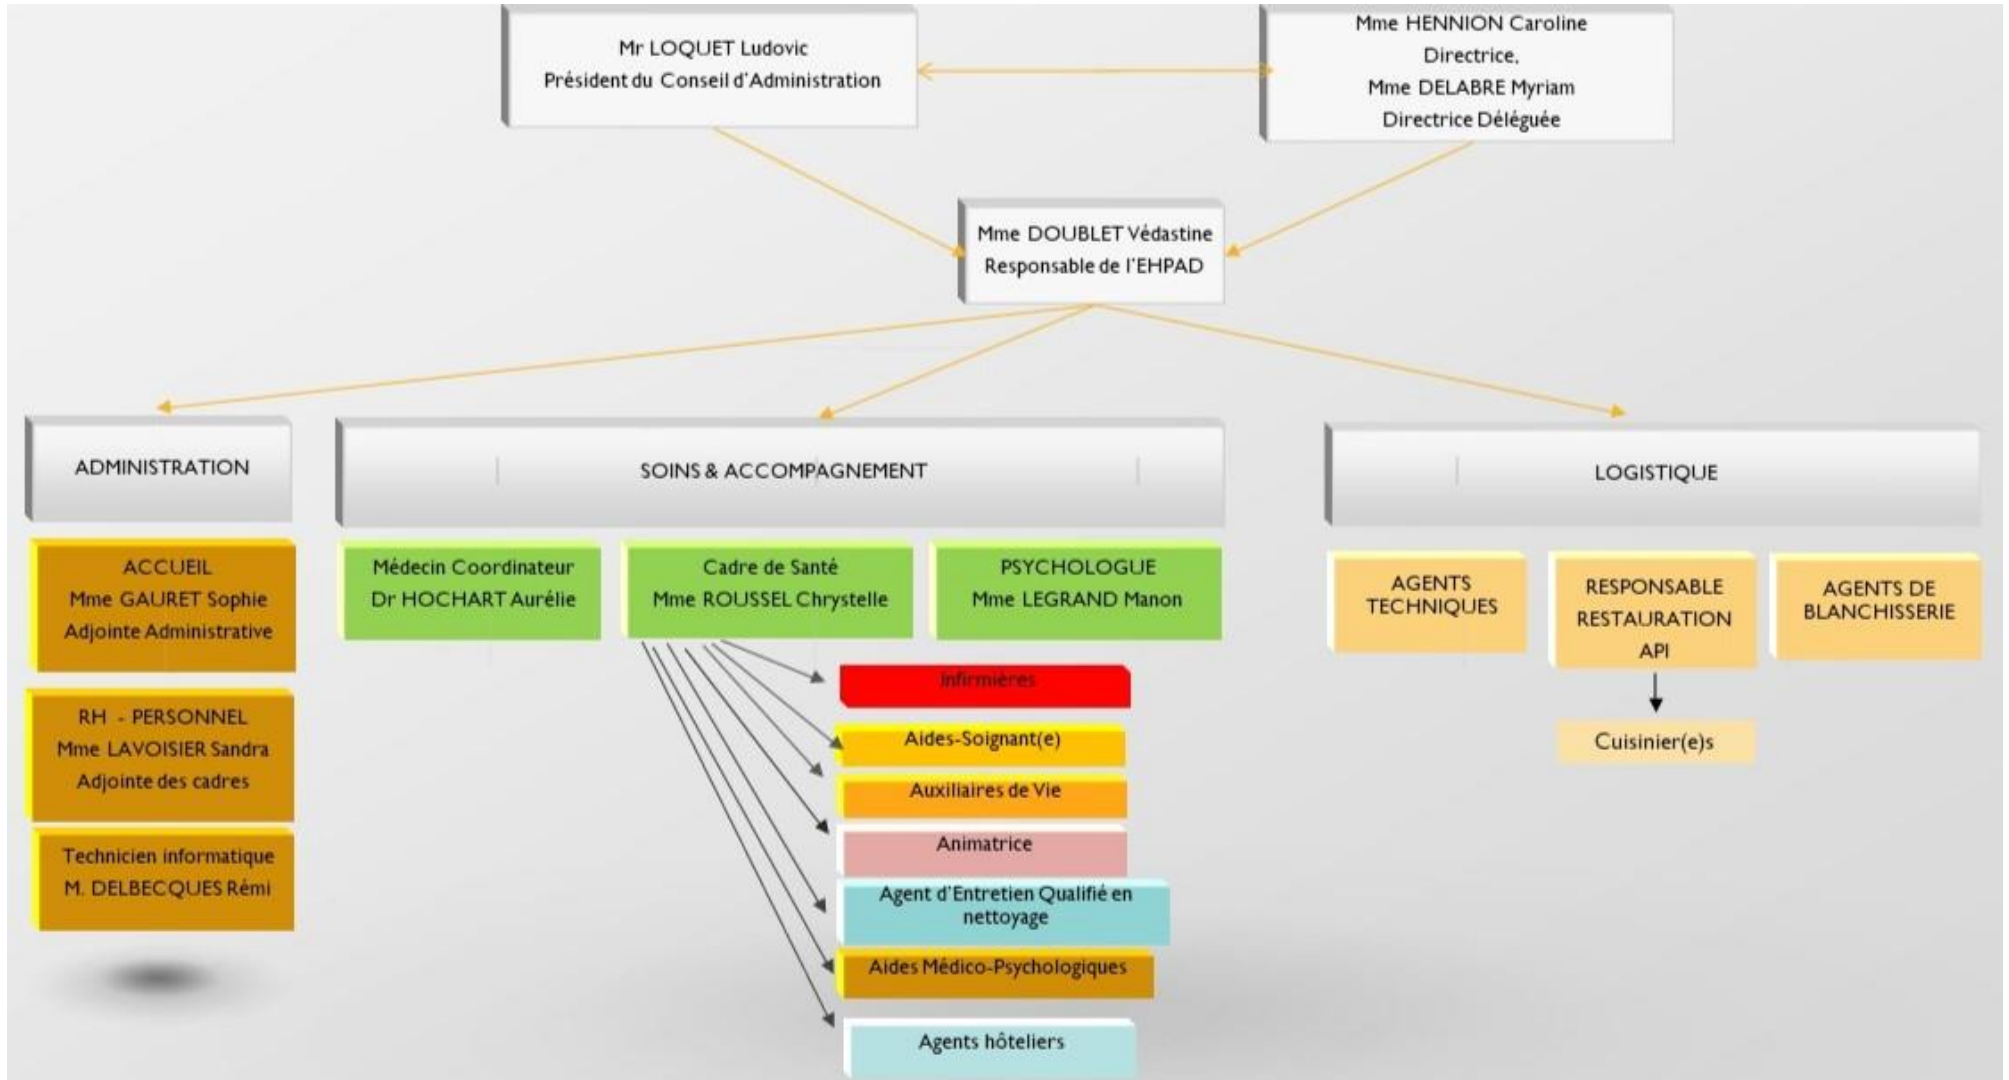 Mr LOQUET Ludovic
Président du Conseil d'Administration
Mme HENNION Caroline
Directrice,
Mme DELABRE Myriam
Directrice Déléguée
Mme DOUBLET Védastine
Responsable de l'EHPAD
ADMINISTRATION
SOINS & ACCOMPAGNEMENT
LOGISTIQUE
ACCUEIL
Mme GAURET Sophie
Adjointe Administrative
RH - PERSONNEL
Mme LAVOISIER Sandra
Adjointe des cadres
Technicien informatique
M. DELBECQUES Rémi
Médecin Coordinateur
Dr HOCHART Aurélie
Cadre de Santé
Mme ROUSSEL Chrystelle
PSYCHOLOGUE
Mme LEGRAND Manon
Infirmières
Aides-Soignant(e)
Auxiliaires de Vie
Animatrice
Agent d'Entretien Qualifié en
nettoyage
Aides Médico-Psychologiques
Agents hôteliers
AGENTS
TECHNIQUES
RESPONSABLE
RESTAURATION
API
Cuisinier(e)s
AGENTS DE
BLANCHISSERIE